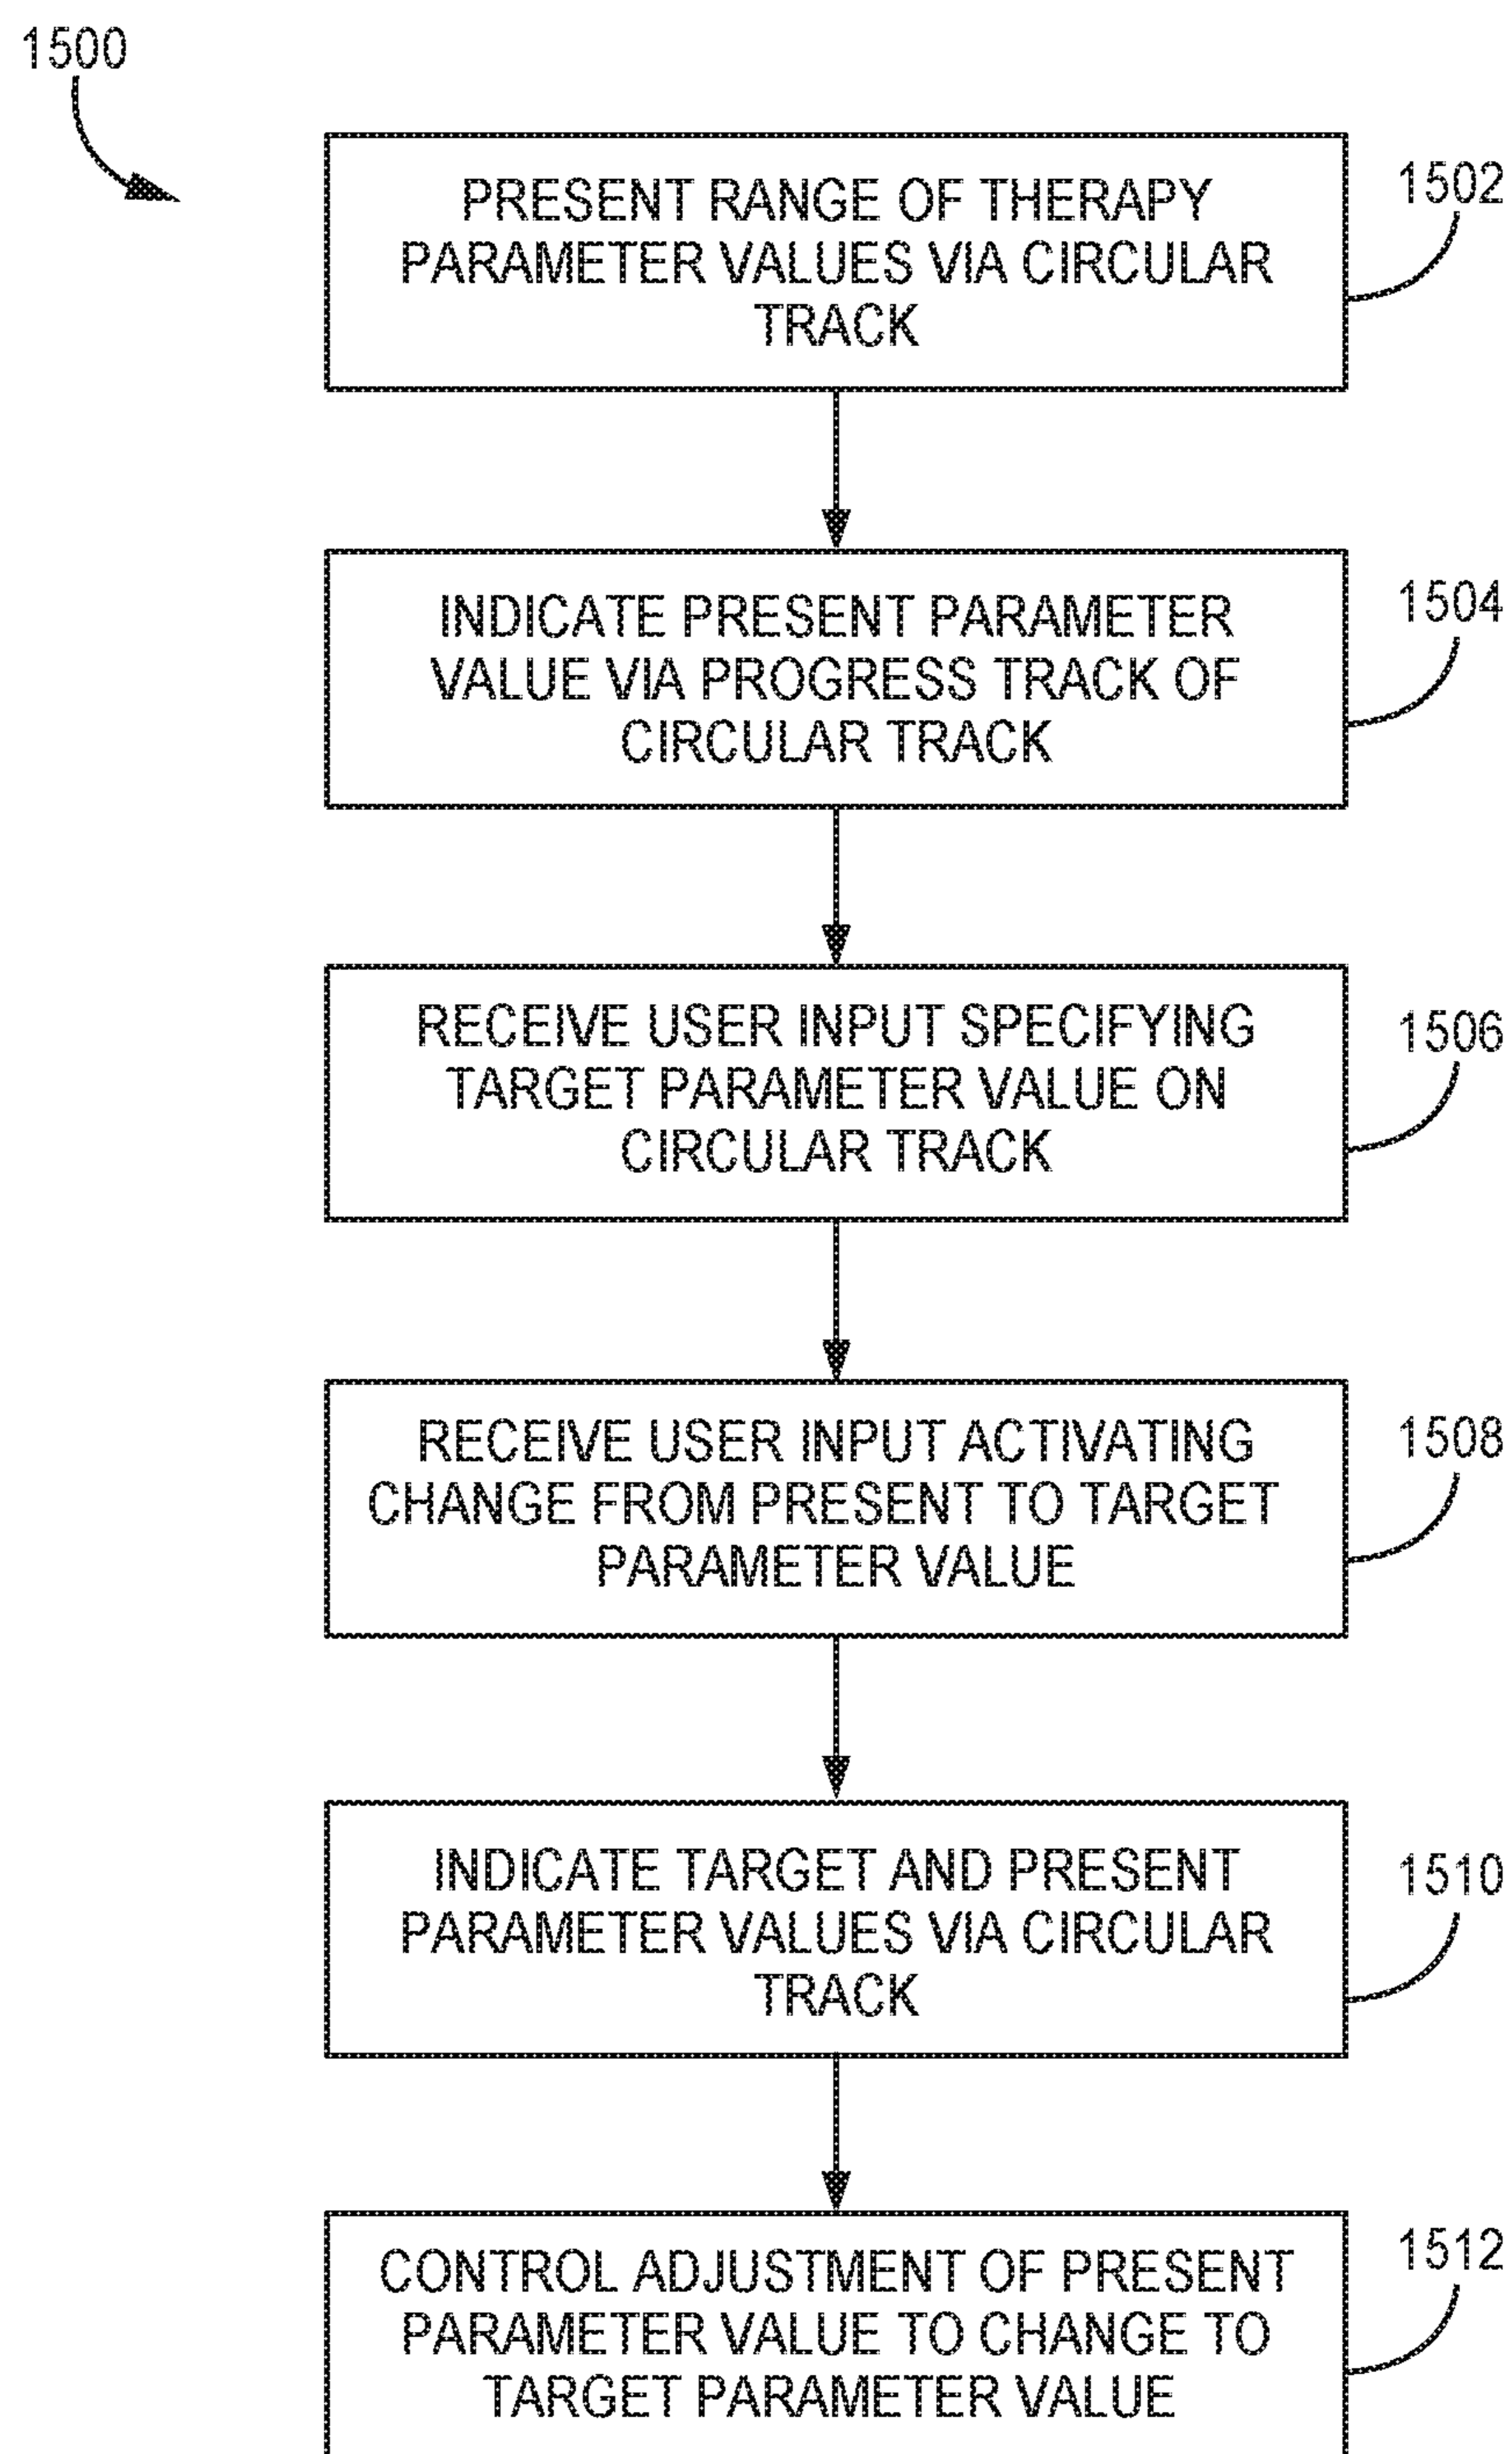 1500
PRESENT RANGE OF THERAPY
PARAMETER VALUES VIA CIRCULAR
TRACK
1502
INDICATE PRESENT PARAMETER
VALUE VIA PROGRESS TRACK OF
CIRCULAR TRACK
1504
RECEIVE USER INPUT SPECIFYING
TARGET PARAMETER VALUE ON
CIRCULAR TRACK
1506
RECEIVE USER INPUT ACTIVATING
CHANGE FROM PRESENT TO TARGET
PARAMETER VALUE
1508
INDICATE TARGET AND PRESENT
PARAMETER VALUES VIA CIRCULAR
TRACK
1510
CONTROL ADJUSTMENT OF PRESENT
PARAMETER VALUE TO CHANGE TO
TARGET PARAMETER VALUE
1512